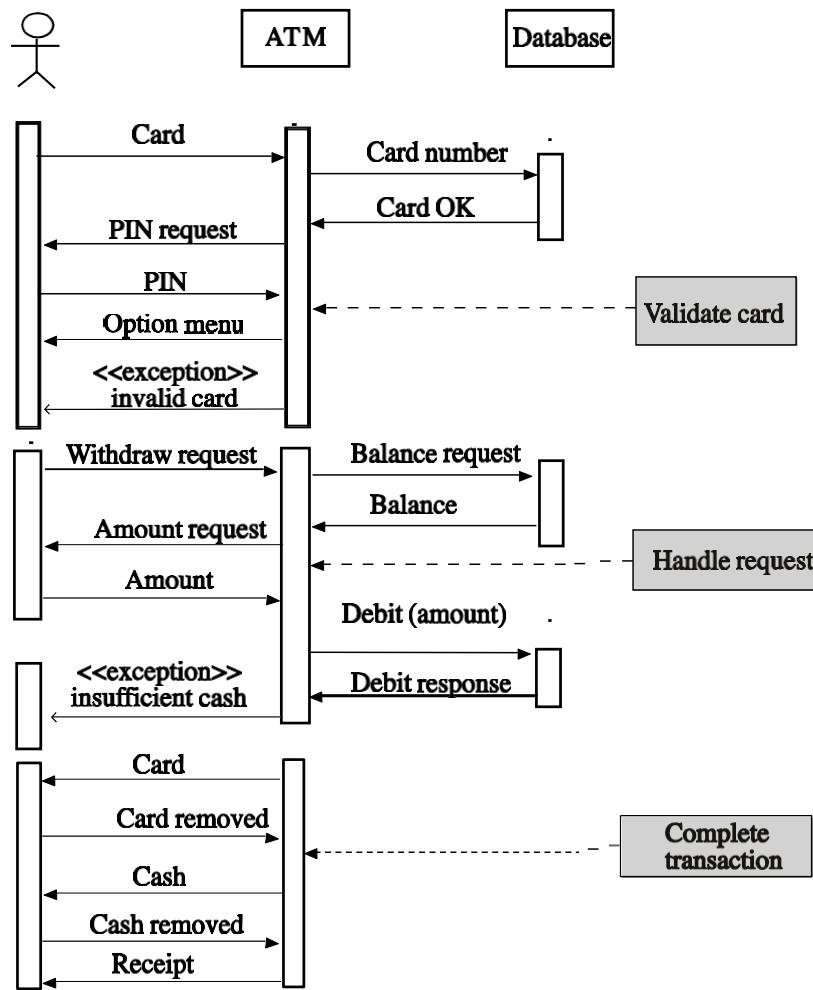 ATM
Database
Card
Card number
Card OK
PIN request
PIN
Validate card
Option menu
<<exception>>
invalid card
Withdraw request
Balance request
Balance
Amount request
Handle request
Amount
Debit (amount)
<<exception>>
insufficient cash
Debit response
Card
Card removed
Complete
transaction
Cash
Cash removed
Receipt